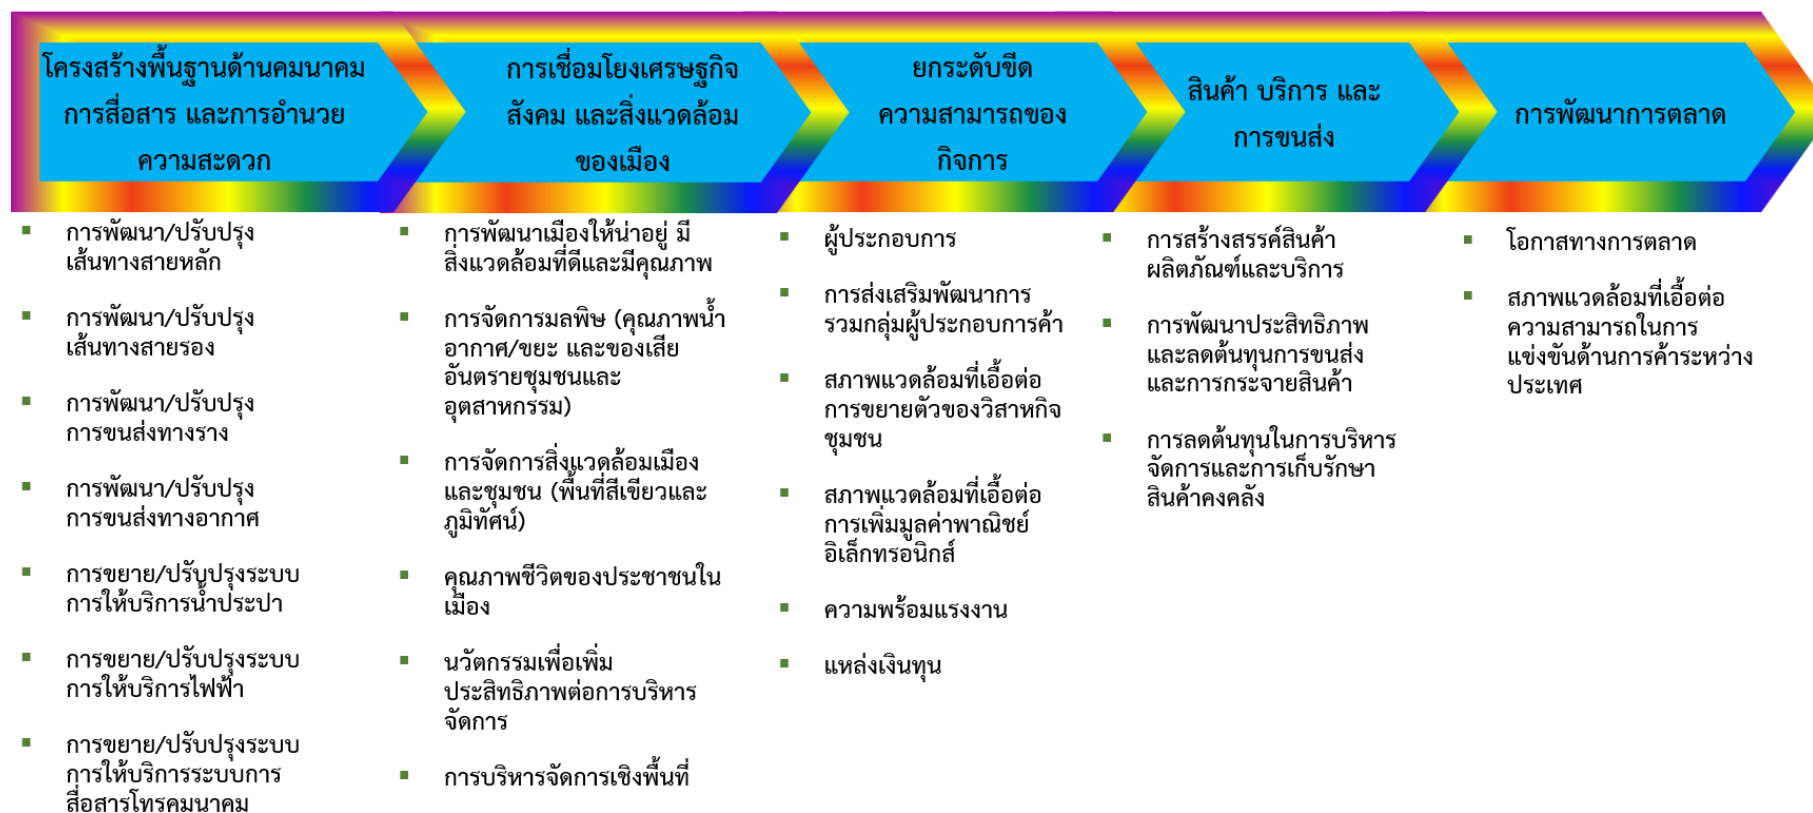 โครงสร้างพื้นฐานด้านคมนาคม
การสื่อสาร และการอำนวย
ความสะดวก
การเชื่อมโยงเศรษฐกิจ
สังคม และสิ่งแวดล้อม
ของเมือง
ยกระดับขีด
ความสามารถของ
กิจการ
สินค้า บริการ และ
การขนส่ง
การพัฒนาการตลาด
▪ การพัฒนา/ปรับปรุง
เส้นทางสายหลัก
▪ การพัฒนา/ปรับปรุง
เส้นทางสายรอง
▪ การพัฒนา/ปรับปรุง
การขนส่งทางราง
▪ การพัฒนา/ปรับปรุง
การขนส่งทางอากาศ
▪ การขยาย/ปรับปรุงระบบ
การให้บริการน้ำประปา
▪ การขยาย/ปรับปรุงระบบ
การให้บริการไฟฟ้า
▪ การขยาย/ปรับปรุงระบบ
การให้บริการระบบการ
สื่อสารโทรคมนาคม
▪ การพัฒนาเมืองให้น่าอยู่ มี
สิ่งแวดล้อมที่ดีและมีคุณภาพ
▪ การจัดการมลพิษ (คุณภาพน้ำ
อากาศ/ขยะ และของเสีย
อันตรายชุมชนและ
อุตสาหกรรม)
▪ การจัดการสิ่งแวดล้อมเมือง
และชุมชน (พื้นที่สีเขียวและ
ภูมิทัศน์)
▪ คุณภาพชีวิตของประชาชนใน
เมือง
▪ นวัตกรรมเพื่อเพิ่ม
ประสิทธิภาพต่อการบริหาร
จัดการ
▪ การบริหารจัดการเชิงพื้นที่
▪ ผู้ประกอบการ
▪ การส่งเสริมพัฒนาการ
รวมกลุ่มผู้ประกอบการค้า
▪ สภาพแวดล้อมที่เอื้อต่อ
การขยายตัวของวิสาหกิจ
ชุมชน
▪ สภาพแวดล้อมที่เอื้อต่อ
การเพิ่มมูลค่าพาณิชย์
อิเล็กทรอนิกส์
▪ ความพร้อมแรงงาน
▪ แหล่งเงินทุน
▪ การสร้างสรรค์สินค้า
ผลิตภัณฑ์และบริการ
▪ การพัฒนาประสิทธิภาพ
และลดต้นทุนการขนส่ง
และการกระจายสินค้า
▪ การลดต้นทุนในการบริหาร
จัดการและการเก็บรักษา
สินค้าคงคลัง
▪ โอกาสทางการตลาด
▪ สภาพแวดล้อมที่เอื้อต่อ
ความสามารถในการ
แข่งขันด้านการค้าระหว่าง
ประเทศ